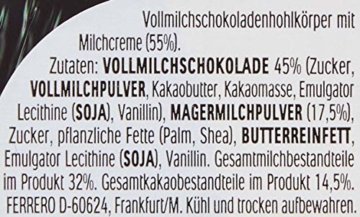 Vollmilchschokoladenhohlkörper mit
Milchcreme (55%).
Zutaten: VOLLMILCHSCHOKOLADE 45% (Zucker,
VOLLMILCHPULVER, Kakaobutter, Kakaomasse, Emulgator
Lecithine (SOJA), Vanillin), MAGERMILCHPULVER (17,5%),
Zucker, pflanzliche Fette (Palm, Shea), BUTTERREINFETT,
Emulgator Lecithine (SOJA), Vanillin. Gesamtmilchbestandteile
im Produkt 32%. Gesamtkakaobestandteile im Produkt 14,5%.
FERRERO D-60624, Frankfurt/M. Kühl und trocken aufbewahren.